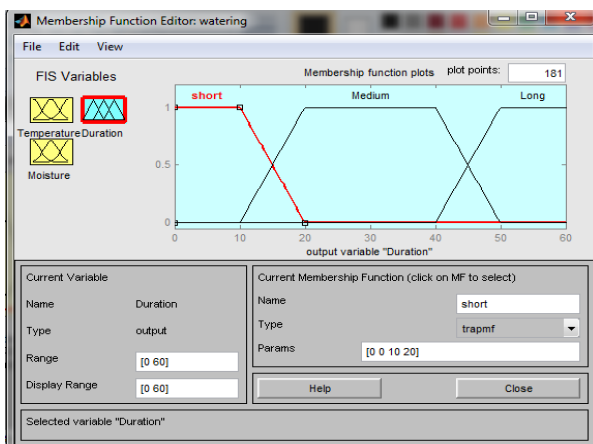 Membership Function Editor: watering
File Edit View
FIS Variables
Temperature Duration
Moisture
Membership function plots plot points: 181
short Medium Long
1
0.5
0
0 10 20 30 40 50 60
output variable "Duration"
Current Variable
Name Duration
Type output
Range [0 60]
Display Range [0 60]
Current Membership Function (click on MF to select)
Name short
Type trapmf
Params [0 0 10 20]
Help Close
Selected variable "Duration"